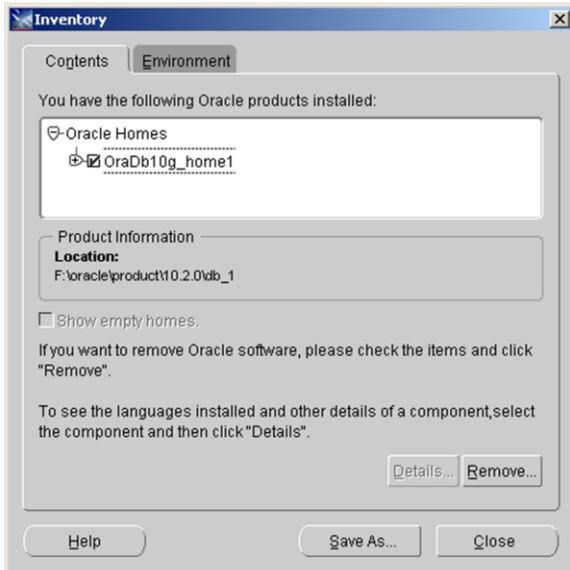 Inventory
Contents
Environment
You have the following Oracle products installed:
Oracle Homes
OraDb10g_home1
Product Information
Location:
F:\oracle\product\10.2.0\db_1
Show empty homes.
If you want to remove Oracle software, please check the items and click
"Remove".
To see the languages installed and other details of a component,select
the component and then click "Details".
Details...
Remove...
Help
Save As...
Close